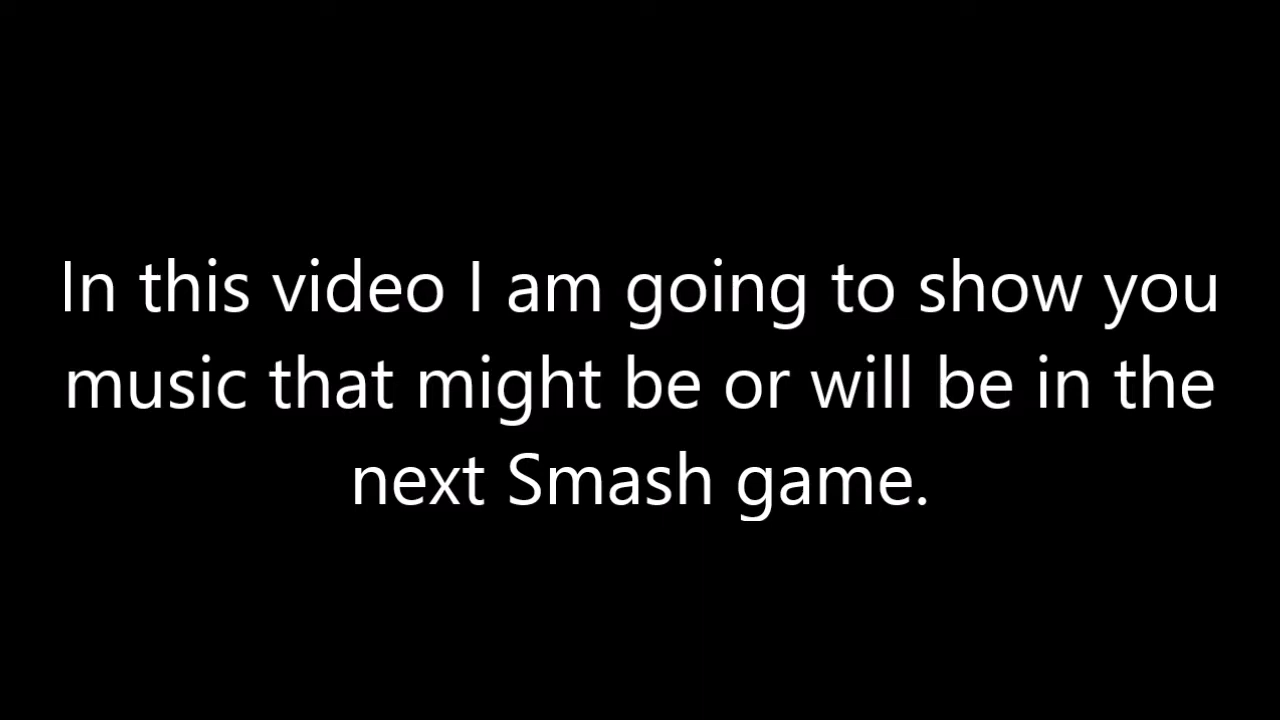 In this video I am going to show you
music that might be or will be in the
next Smash game.